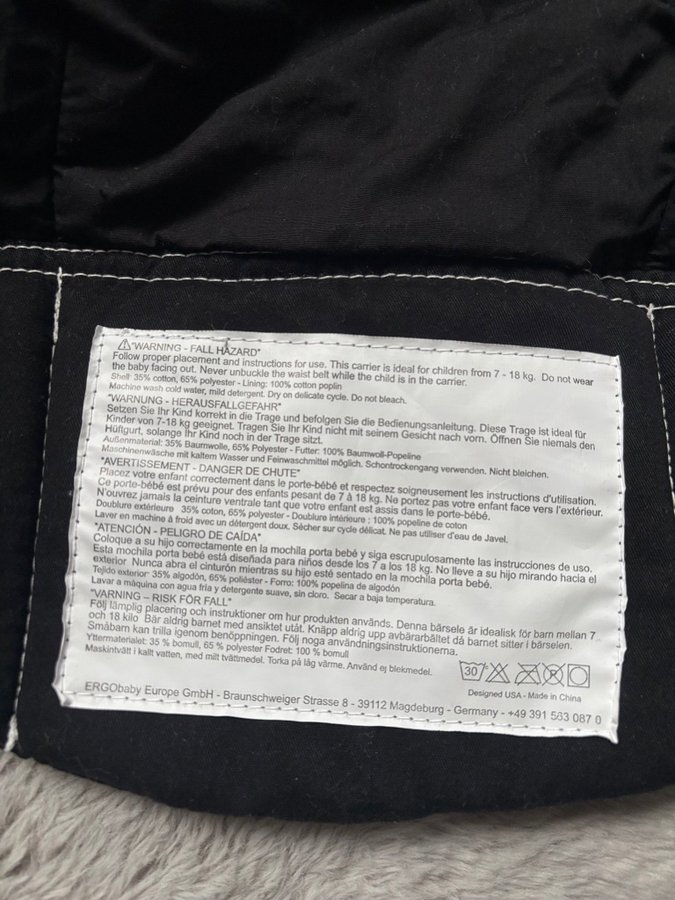 ⚠"WARNING - FALL HAZARD"
Follow proper placement and instructions for use. This carrier is ideal for children from 7 - 18 kg. Do not wear
the baby facing out. Never unbuckle the waist belt while the child is in the carrier.
Shell: 35% cotton, 65% polyester - Lining: 100% cotton poplin
Machine wash cold water, mild detergent. Dry on delicate cycle. Do not bleach.
"WARNUNG - HERAUSFALLGEFAHR"
Setzen Sie Ihr Kind korrekt in die Trage und befolgen Sie die Bedienungsanleitung. Diese Trage ist ideal für
Kinder von 7-18 kg geeignet. Tragen Sie Ihr Kind nicht mit seinem Gesicht nach vorn. Öffnen Sie niemals den
Hüftgurt, solange Ihr Kind noch in der Trage sitzt.
Außenmaterial: 35% Baumwolle, 65% Polyester - Futter: 100% Baumwoll-Popeline
Maschinenwäsche mit kaltem Wasser und Feinwaschmittel möglich. Schontrockengang verwenden. Nicht bleichen.
"AVERTISSEMENT - DANGER DE CHUTE"
Placez votre enfant correctement dans le porte-bébé et respectez soigneusement les instructions d'utilisation.
Ce porte-bébé est prévu pour des enfants pesant de 7 à 18 kg. Ne portez pas votre enfant face vers l'extérieur.
N'ouvrez jamais la ceinture ventrale tant que votre enfant est assis dans le porte-bébé.
Doublure extérieure 35% coton, 65% polyester - Doublure intérieure : 100% popeline de coton
Laver en machine à froid avec un détergent doux. Sécher sur cycle délicat. Ne pas utiliser d'eau de Javel.
"ATENCIÓN - PELIGRO DE CAÍDA"
Coloque a su hijo correctamente en la mochila porta bebé y siga escrupulosamente las instrucciones de uso.
Esta mochila porta bebé está diseñada para niños desde los 7 a los 18 kg. No lleve a su hijo mirando hacia el
exterior Nunca abra el cinturón mientras su hijo esté sentado en la mochila porta bebé.
Tejido exterior: 35% algodón, 65% poliéster - Forro: 100% popelina de algodón
Lavar a máquina con agua fria y detergente suave, sin cloro. Secar a baja temperatura.
"VARNING – RISK FÖR FALL"
Följ lämplig placering och instruktioner om hur produkten används. Denna bärsele är idealisk för barn mellan 7
och 18 kilo Bär aldrig barnet med ansiktet utåt. Knäpp aldrig upp avbärarbältet då barnet sitter i bärselen.
Småbarn kan trilla igenom benöppningen. Följ noga användningsinstruktionerna.
Yttermaterialet: 35 % bomull, 65 % polyester Fodret: 100 % bomull
Maskintvätt i kallt vatten, med milt tvättmedel. Torka på låg värme. Använd ej blekmedel.
30°
Designed USA - Made in China
ERGObaby Europe GmbH - Braunschweiger Strasse 8 - 39112 Magdeburg - Germany - +49 391 583 087 0